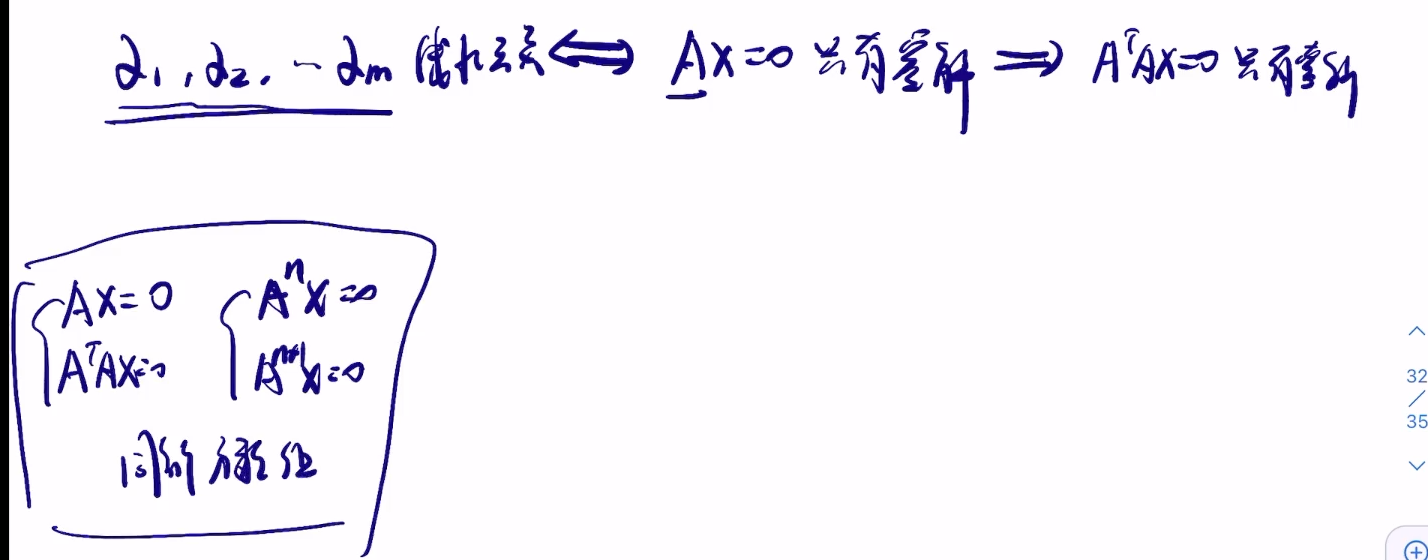 α₁, α₂, … αₘ 线性无关 ⟺ AX=0 只有零解 ⟹ AᵀAX=0 只有零解
AX=0 AⁿX=0
AᵀAX=0 Aⁿ⁺¹X=0
同解方程组
32
/
35